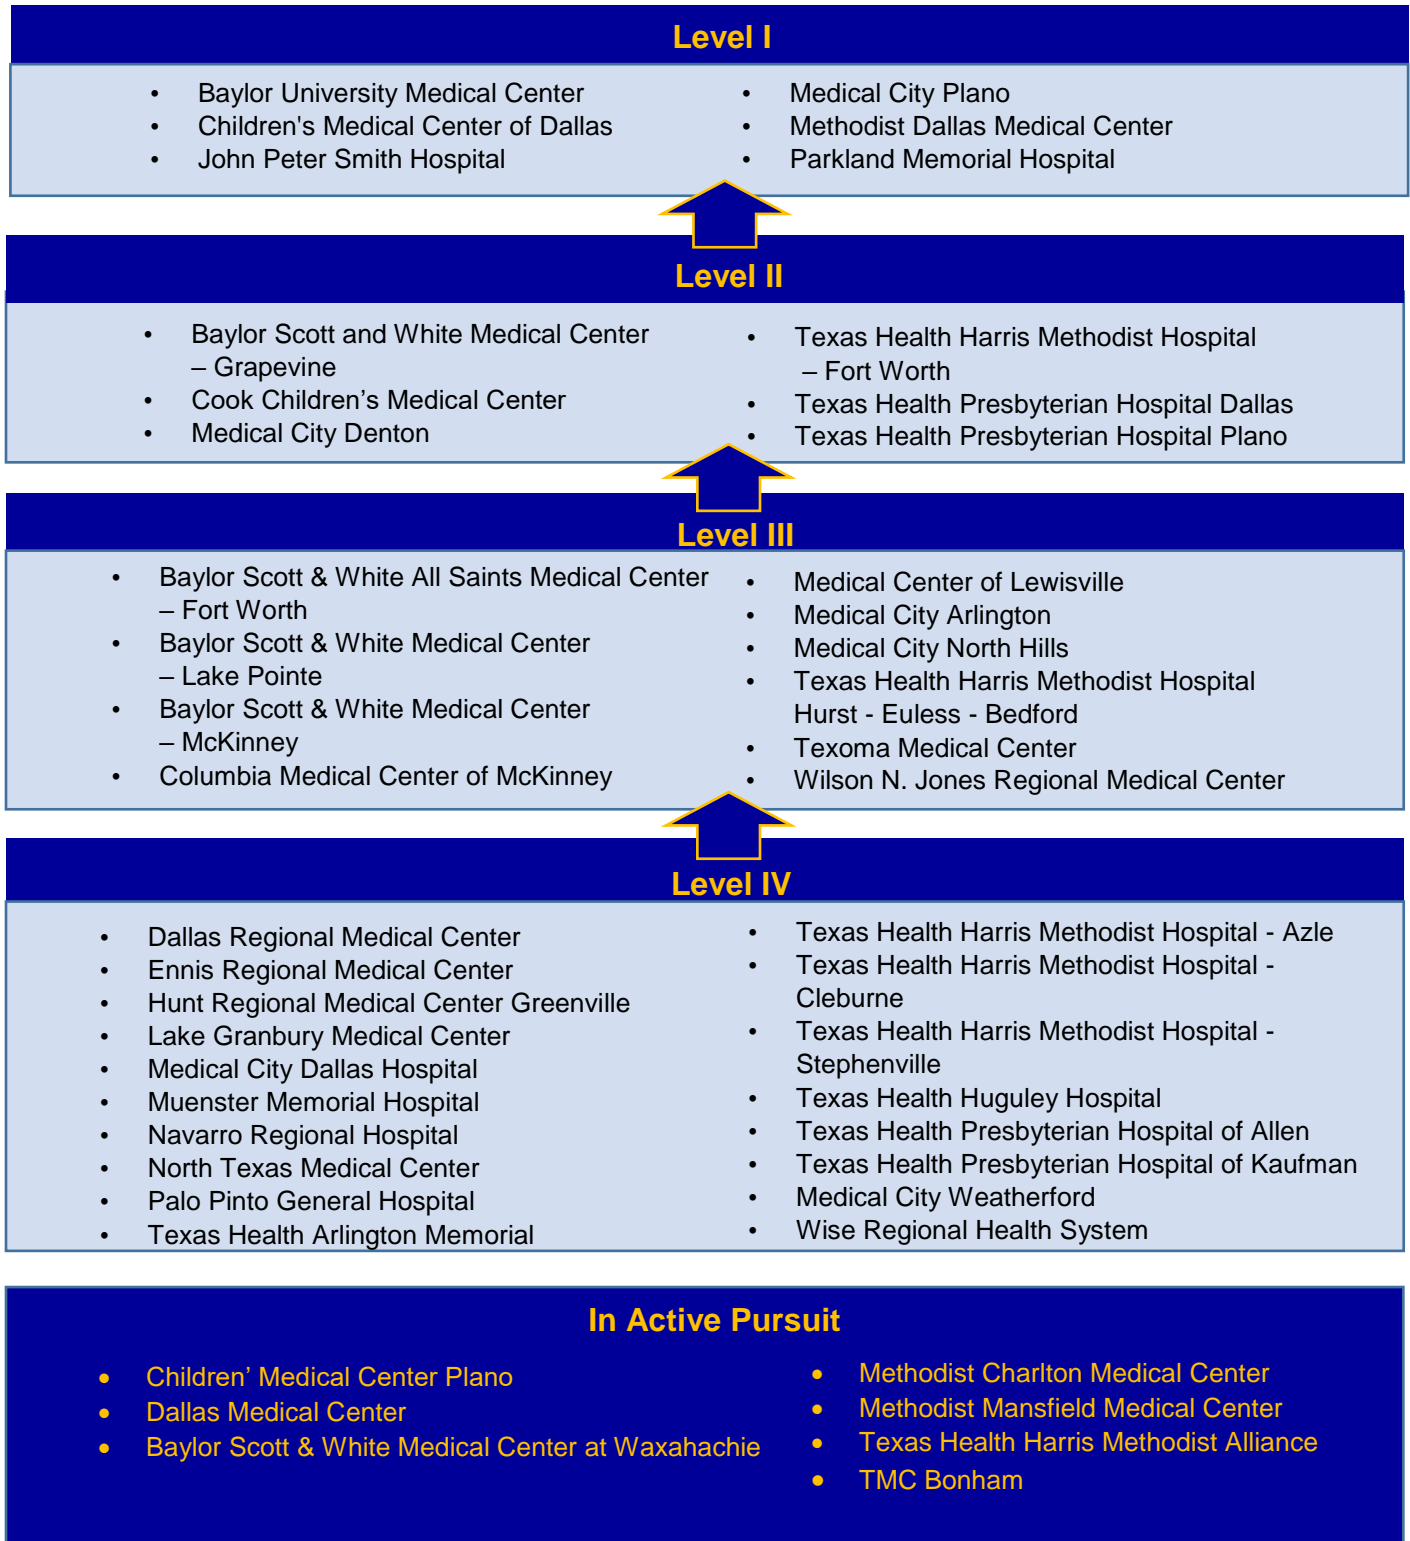 Level I
• Baylor University Medical Center
• Children's Medical Center of Dallas
• John Peter Smith Hospital
• Medical City Plano
• Methodist Dallas Medical Center
• Parkland Memorial Hospital
Level II
• Baylor Scott and White Medical Center
– Grapevine
• Cook Children’s Medical Center
• Medical City Denton
• Texas Health Harris Methodist Hospital
– Fort Worth
• Texas Health Presbyterian Hospital Dallas
• Texas Health Presbyterian Hospital Plano
Level III
• Baylor Scott & White All Saints Medical Center
– Fort Worth
• Baylor Scott & White Medical Center
– Lake Pointe
• Baylor Scott & White Medical Center
– McKinney
• Columbia Medical Center of McKinney
• Medical Center of Lewisville
• Medical City Arlington
• Medical City North Hills
• Texas Health Harris Methodist Hospital
Hurst - Euless - Bedford
• Texoma Medical Center
• Wilson N. Jones Regional Medical Center
Level IV
• Dallas Regional Medical Center
• Ennis Regional Medical Center
• Hunt Regional Medical Center Greenville
• Lake Granbury Medical Center
• Medical City Dallas Hospital
• Muenster Memorial Hospital
• Navarro Regional Hospital
• North Texas Medical Center
• Palo Pinto General Hospital
• Texas Health Arlington Memorial
• Texas Health Harris Methodist Hospital - Azle
• Texas Health Harris Methodist Hospital -
Cleburne
• Texas Health Harris Methodist Hospital -
Stephenville
• Texas Health Huguley Hospital
• Texas Health Presbyterian Hospital of Allen
• Texas Health Presbyterian Hospital of Kaufman
• Medical City Weatherford
• Wise Regional Health System
In Active Pursuit
• Children’ Medical Center Plano
• Dallas Medical Center
• Baylor Scott & White Medical Center at Waxahachie
• Methodist Charlton Medical Center
• Methodist Mansfield Medical Center
• Texas Health Harris Methodist Alliance
• TMC Bonham